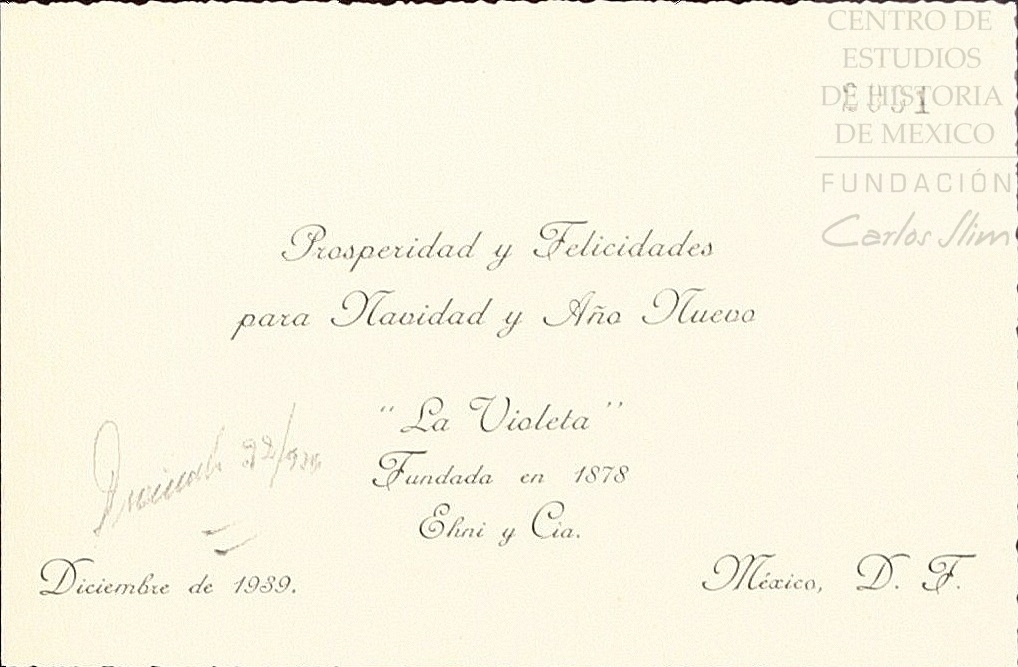 CENTRO DE
ESTUDIOS
DE HISTORIA
DE MEXICO
FUNDACIÓN
Carlos Slim
Prosperidad y Felicidades
para Navidad y Año Nuevo
"La Violeta"
Fundada en 1878
Ehni y Cia.
Diciembre de 1939.
México, D. F.